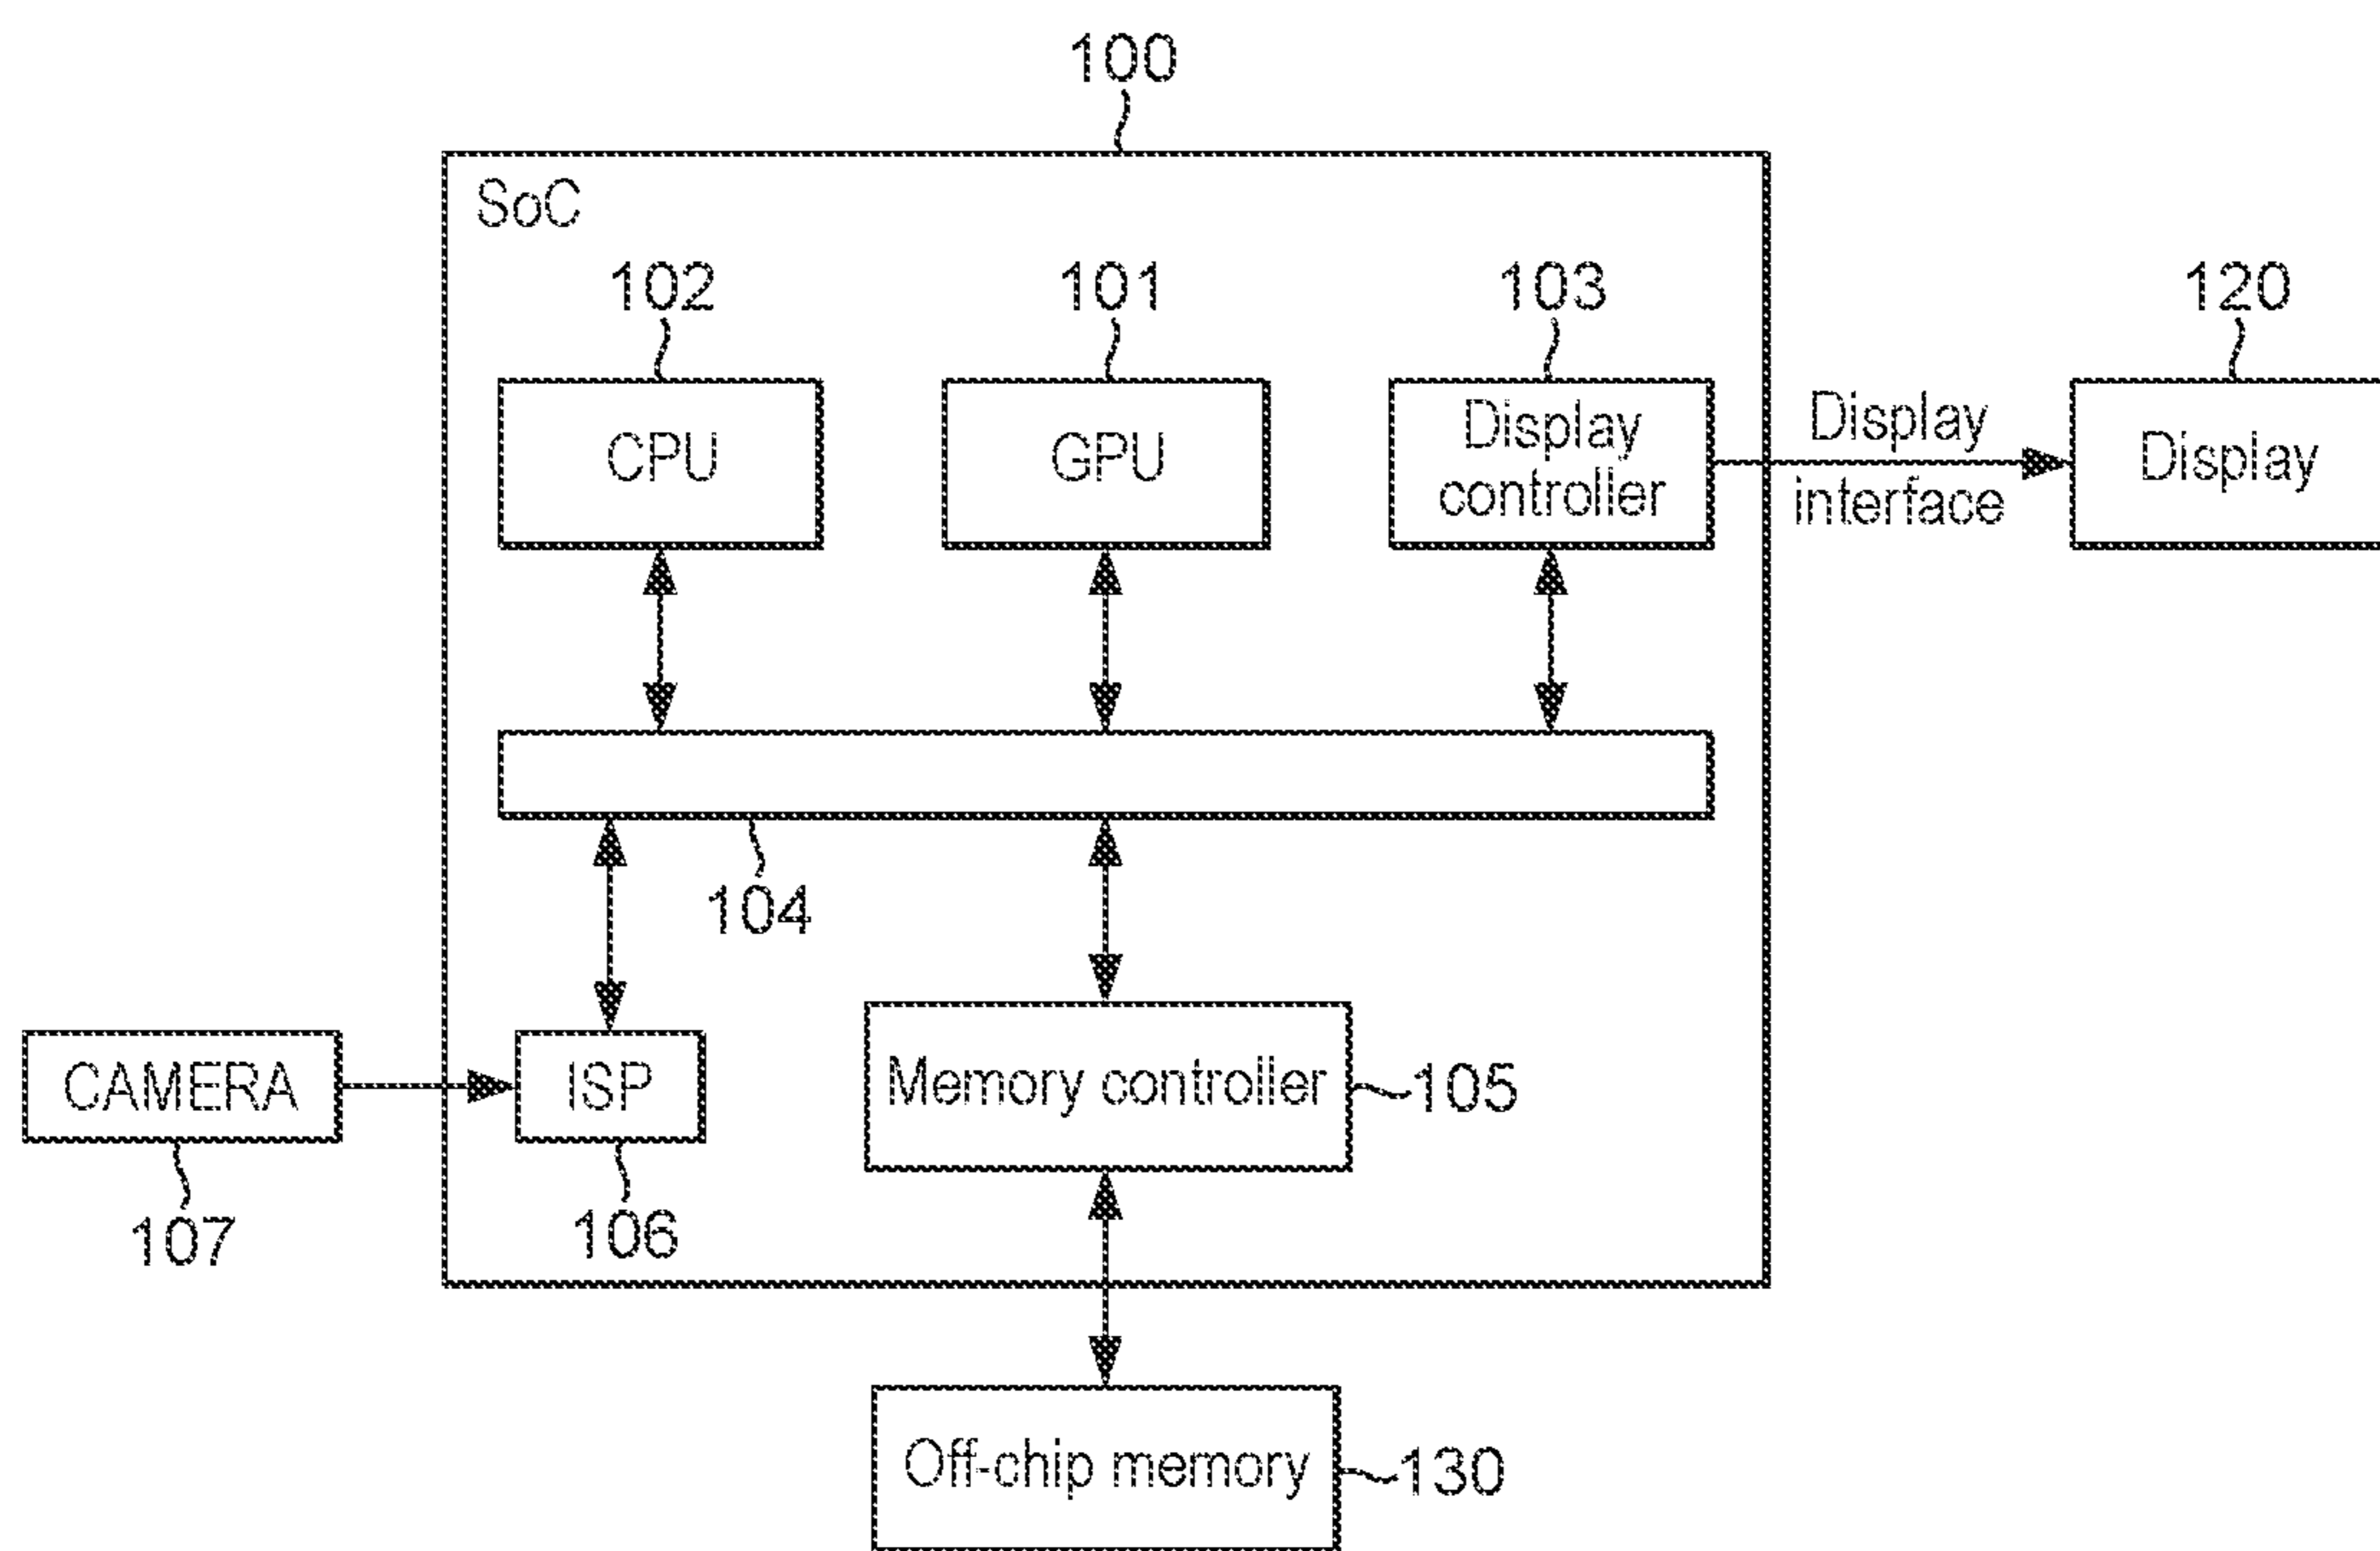 100
SoC
102
101
103
120
CPU
GPU
Display
controller
Display
interface
Display
104
CAMERA
ISP
Memory controller
105
107
106
Off-chip memory
130